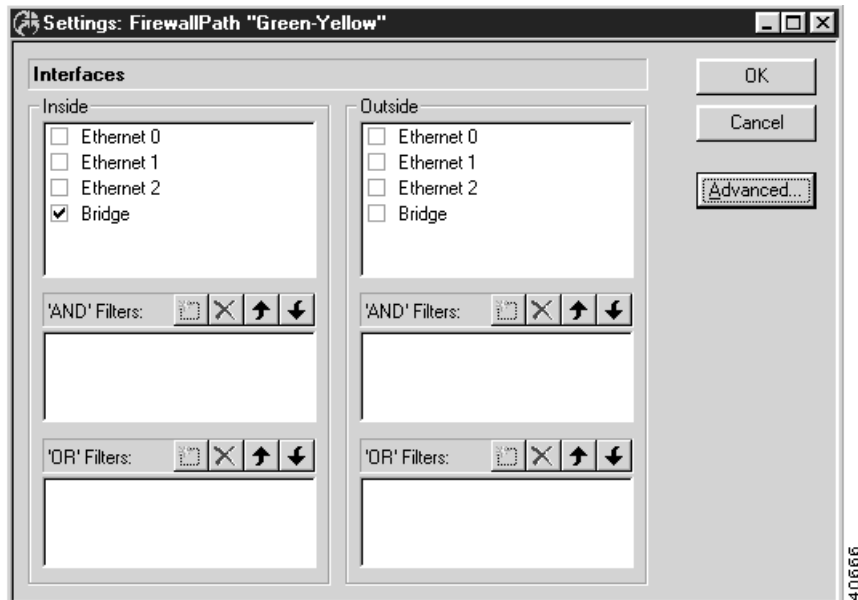 Settings: FirewallPath "Green-Yellow"
Interfaces
OK
Cancel
Advanced...
Inside
Ethernet 0
Ethernet 1
Ethernet 2
Bridge
'AND' Filters:
'OR' Filters:
Outside
Ethernet 0
Ethernet 1
Ethernet 2
Bridge
'AND' Filters:
'OR' Filters:
40666